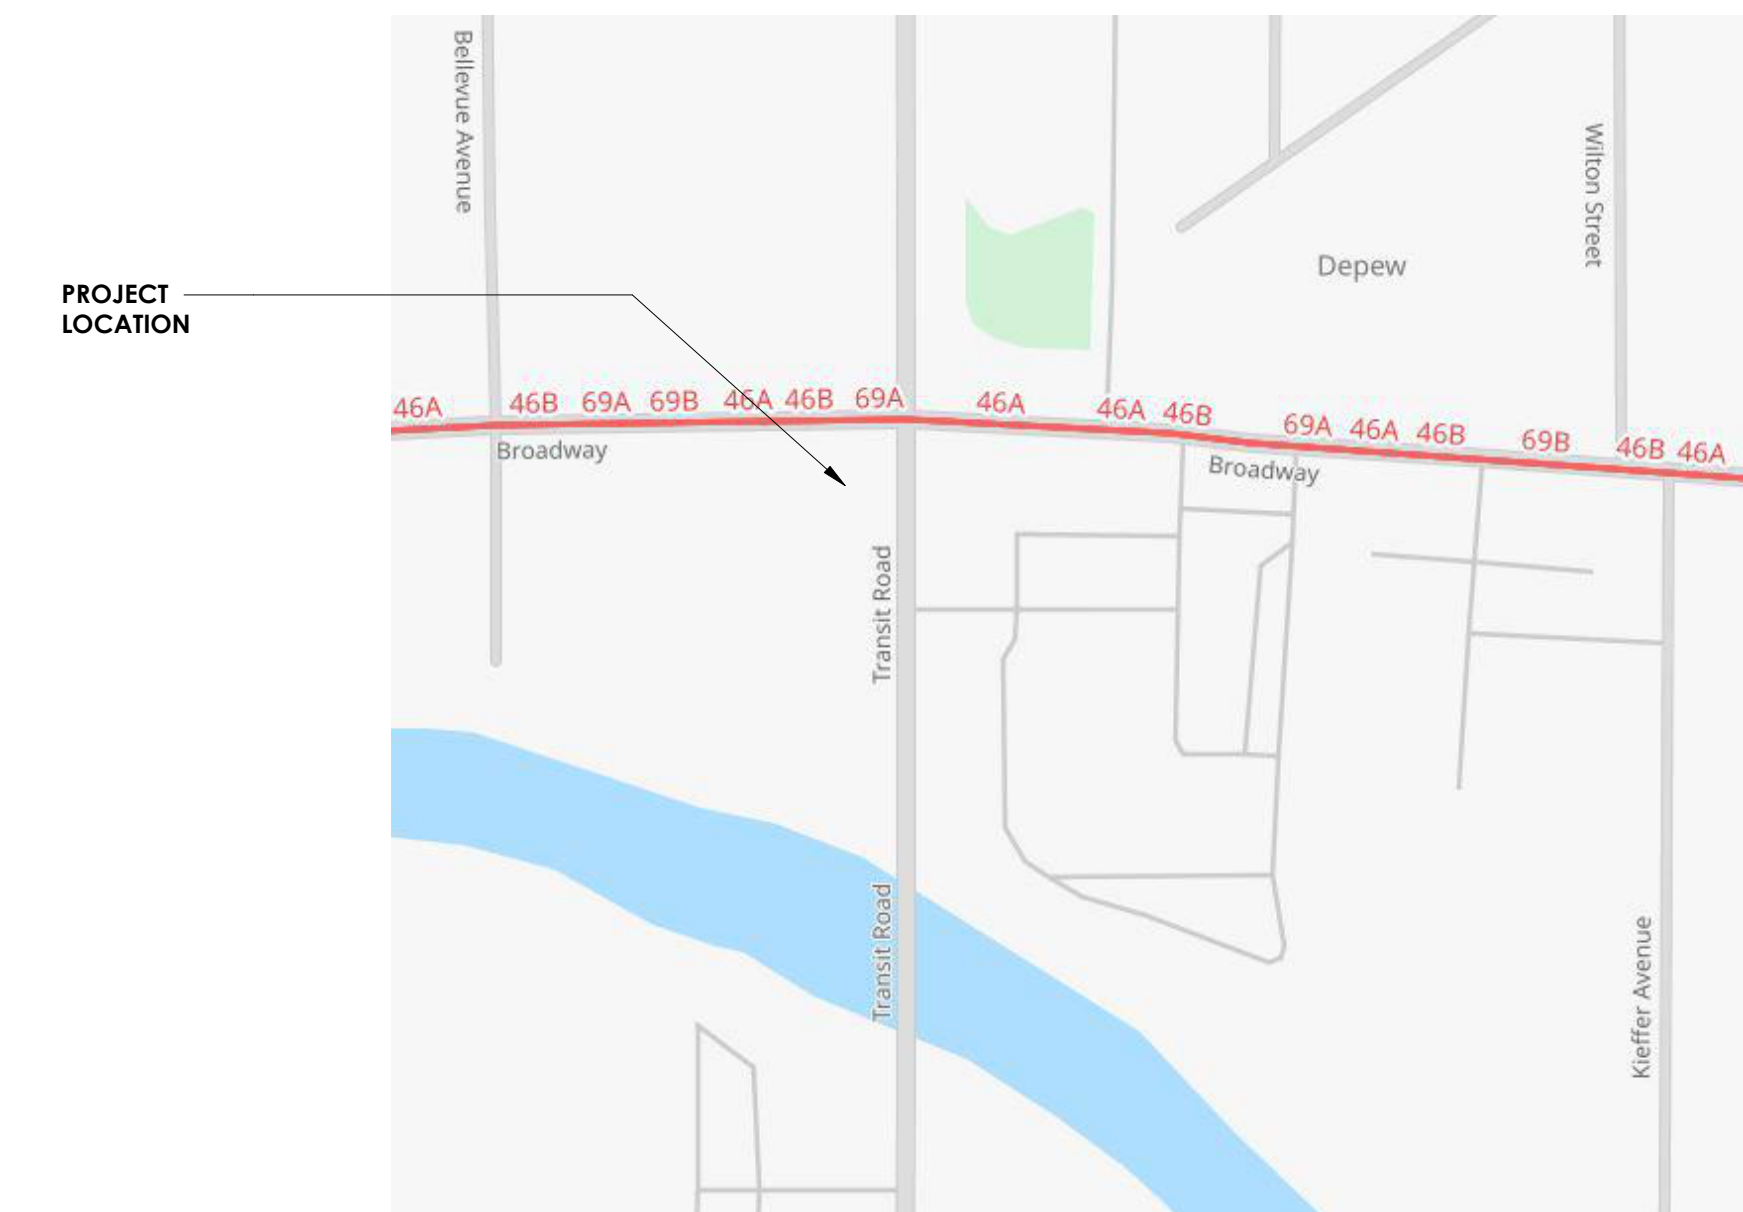 Bellevue Avenue
Wilton Street
Depew
PROJECT
LOCATION
46A 46B 69A 69B 46A 46B 69A 46A 46A 46B 69A 46A 46B 69B 46B 46A
Broadway
Broadway
Transit Road
Transit Road
Kieffer Avenue